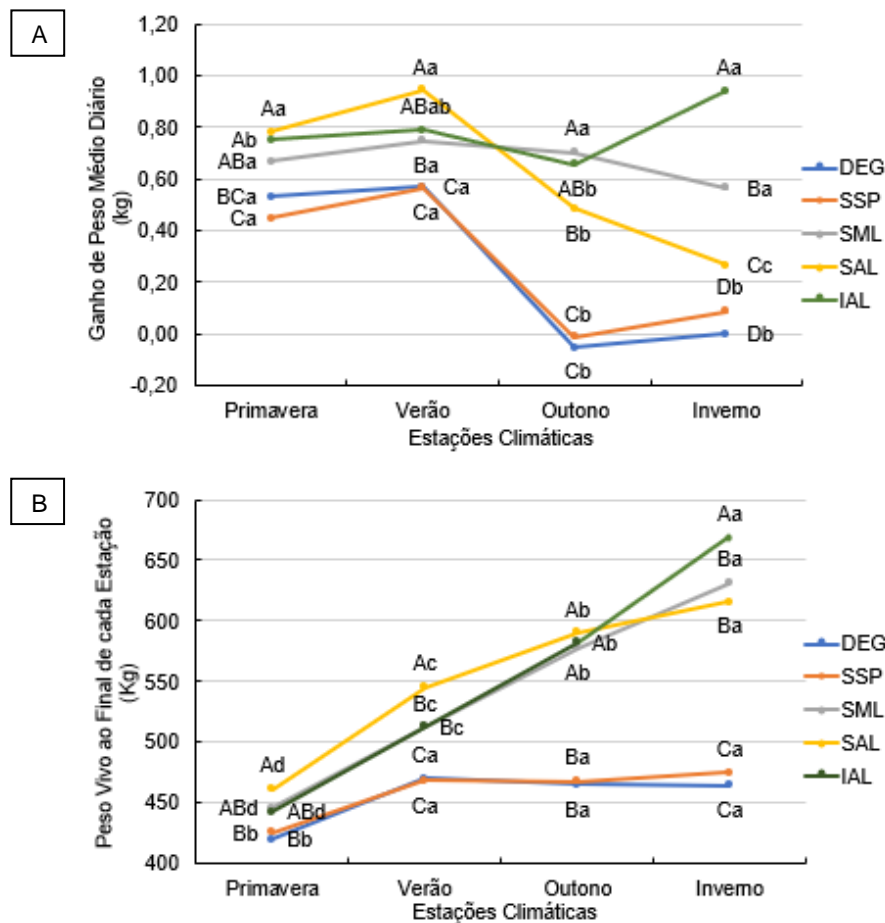 A
Ganho de Peso Médio Diário
(kg)
1,20
1,00
0,80
0,60
0,40
0,20
0,00
-0,20
Aa
Ab
ABa
BCa
Ca
Aa
ABab
Ba
Ca
Ca
Aa
ABb
Bb
Cb
Cb
Aa
Ba
Cc
Db
Db
Primavera Verão Outono Inverno
Estações Climáticas
DEG
SSP
SML
SAL
IAL
B
Peso Vivo ao Final de cada Estação
(Kg)
700
650
600
550
500
450
400
Ad
ABd
ABd
Bb
Bb
Ac
Bc
Bc
Ca
Ca
Ab
Ab
Ab
Ba
Ba
Aa
Ba
Ba
Ca
Ca
Primavera Verão Outono Inverno
Estações Climáticas
DEG
SSP
SML
SAL
IAL